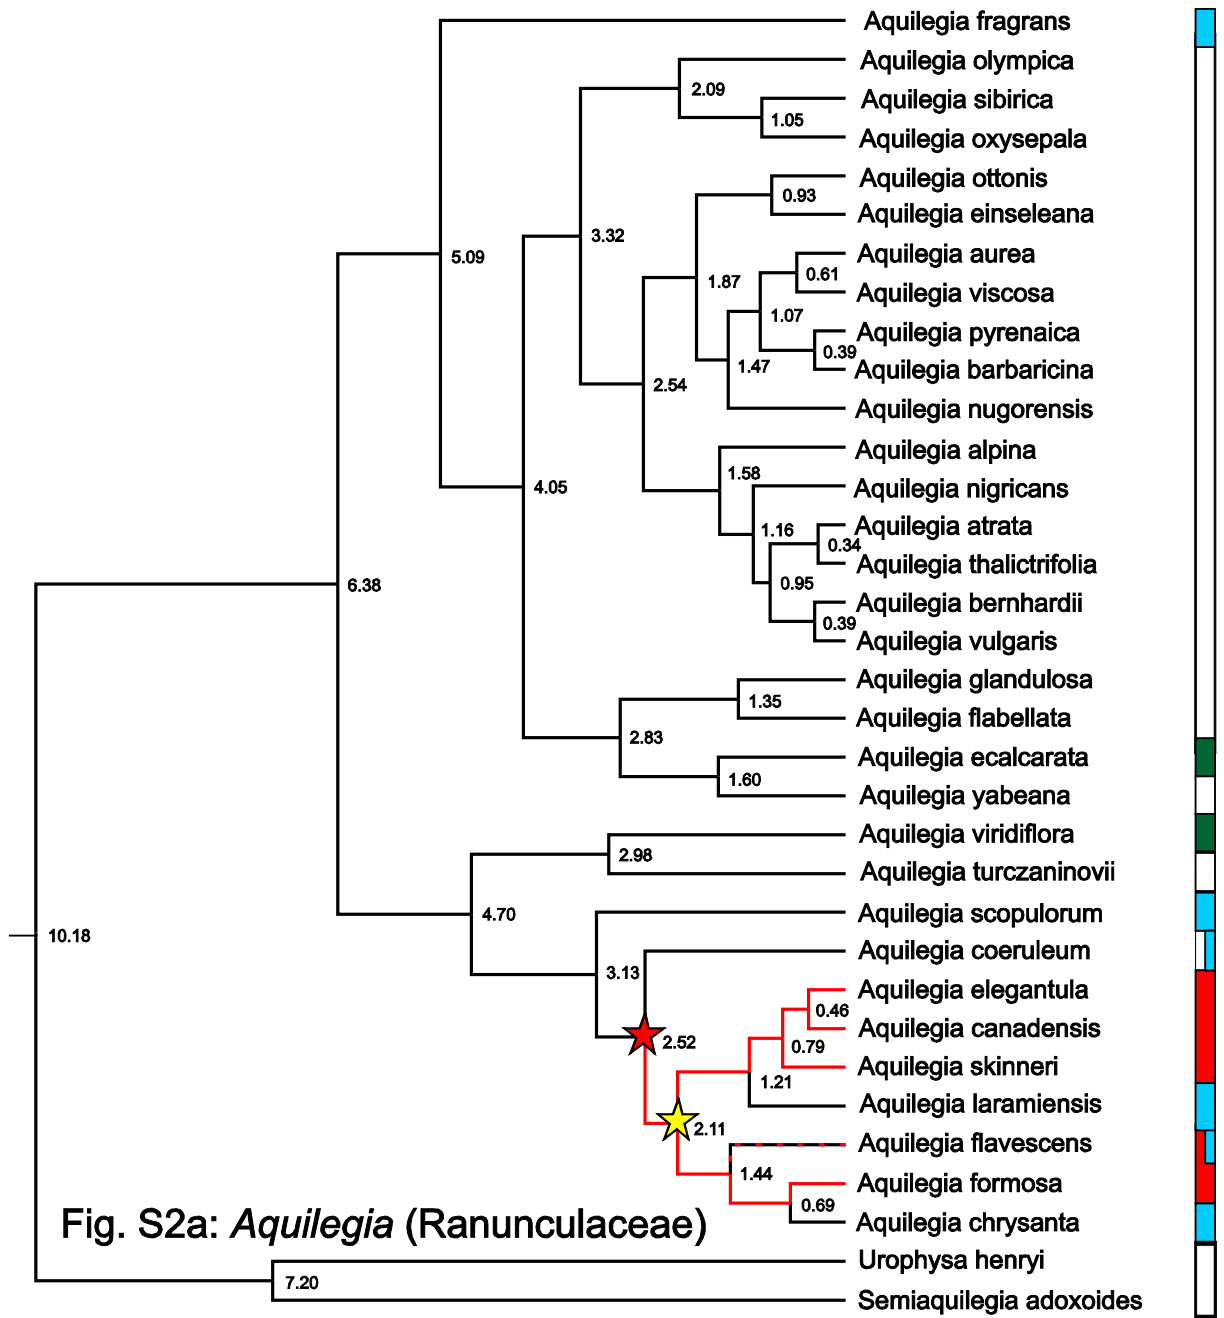 Aquilegia fragrans
Aquilegia olympica
2.09
Aquilegia sibirica
1.05
Aquilegia oxysepala
Aquilegia ottonis
0.93
Aquilegia einseleana
3.32
Aquilegia aurea
5.09
0.61
1.87
Aquilegia viscosa
1.07
Aquilegia pyrenaica
0.39
1.47
Aquilegia barbaricina
2.54
Aquilegia nugorensis
Aquilegia alpina
1.58
4.05
Aquilegia nigricans
Aquilegia atrata
1.16
0.34
Aquilegia thalictrifolia
6.38
0.95
Aquilegia bernhardii
0.39
Aquilegia vulgaris
Aquilegia glandulosa
1.35
Aquilegia flabellata
2.83
Aquilegia ecalcarata
1.60
Aquilegia yabeana
Aquilegia viridiflora
2.98
Aquilegia turczaninovii
4.70
Aquilegia scopulorum
10.18
Aquilegia coeruleum
3.13
Aquilegia elegantula
0.46
Aquilegia canadensis
2.52
0.79
Aquilegia skinneri
1.21
Aquilegia laramiensis
2.11
Aquilegia flavescens
1.44
Aquilegia formosa
0.69
Aquilegia chrysanta
Fig. S2a: Aquilegia (Ranunculaceae)
Urophysa henryi
7.20
Semiaquilegia adoxoides